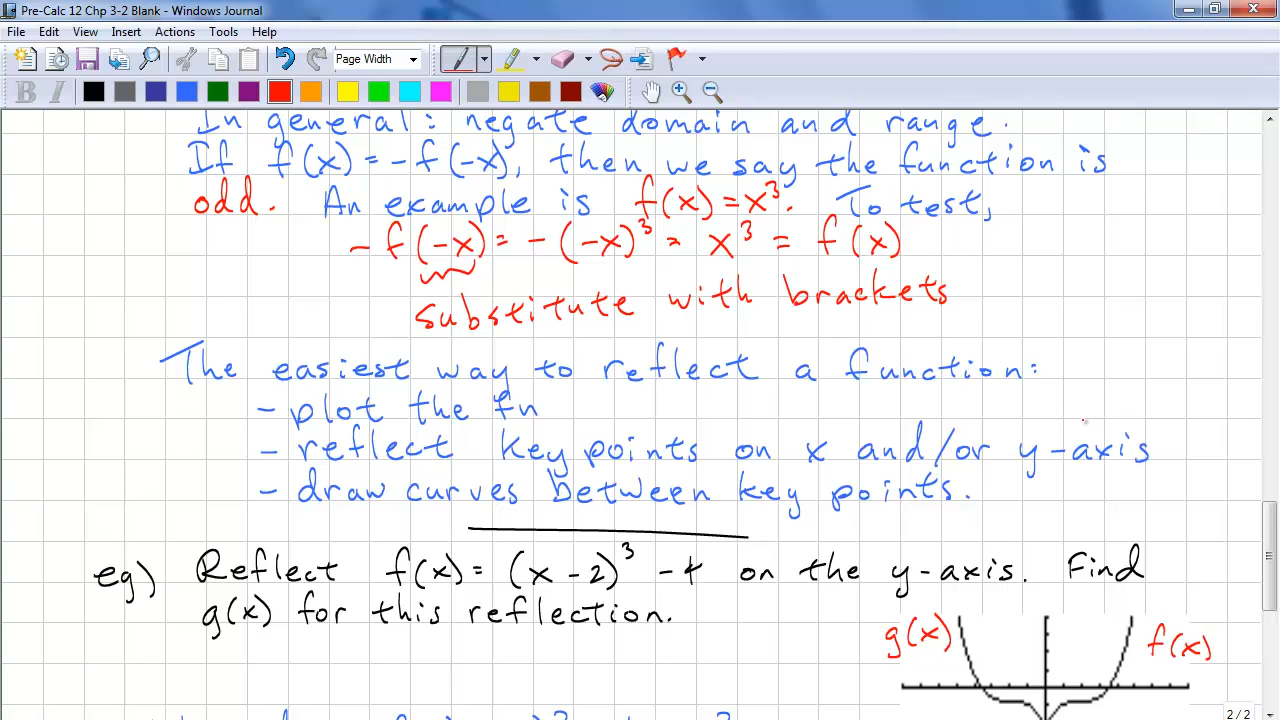 Pre-Calc 12 Chp 3-2 Blank - Windows Journal
File Edit View Insert Actions Tools Help
Page Width
B I
In general: negate domain and range.
If f(x) = -f(-x), then we say the function is
odd. An example is f(x) = x³. To test,
-f(-x) = -(-x)³ = x³ = f(x)
substitute with brackets
The easiest way to reflect a function:
- plot the fn
- reflect key points on x and/or y-axis
- draw curves between key points.
eg) Reflect f(x) = (x-2)³ -4 on the y-axis. Find
g(x) for this reflection.
g(x) f(x)
2/2